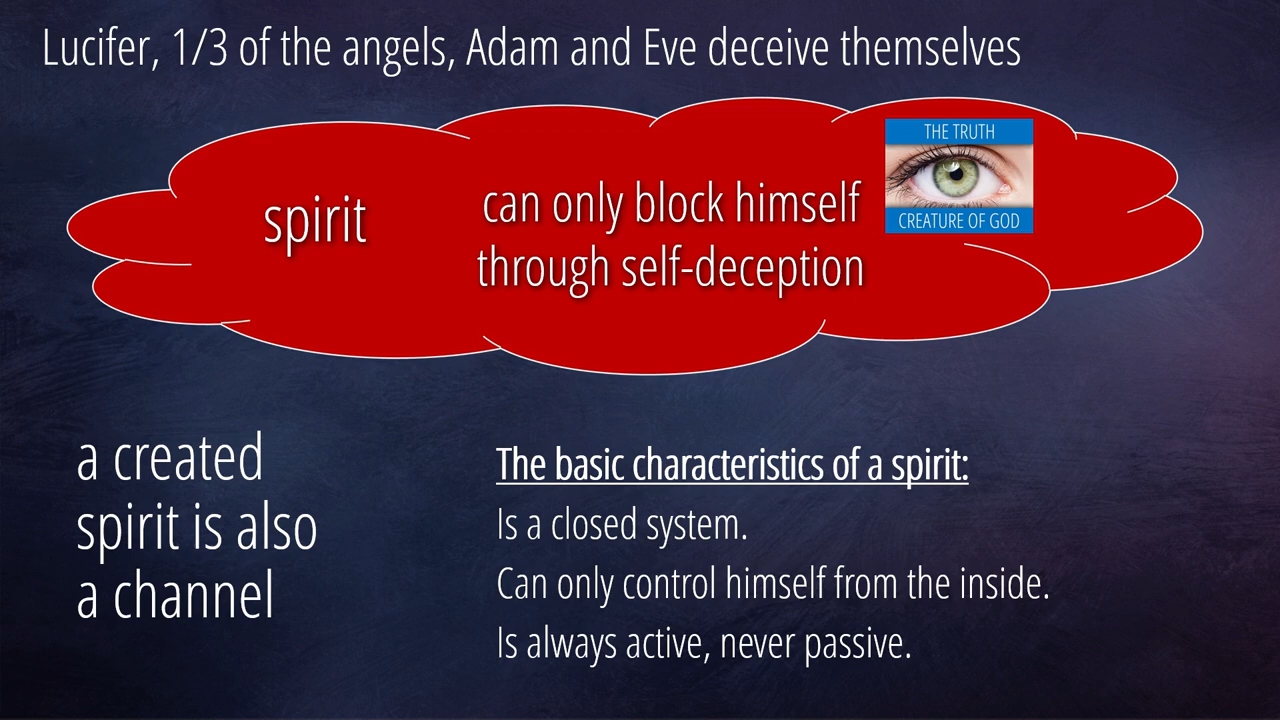 Lucifer, 1/3 of the angels, Adam and Eve deceive themselves
spirit
can only block himself
through self-deception
THE TRUTH
CREATURE OF GOD
a created
spirit is also
a channel
The basic characteristics of a spirit:
Is a closed system.
Can only control himself from the inside.
Is always active, never passive.